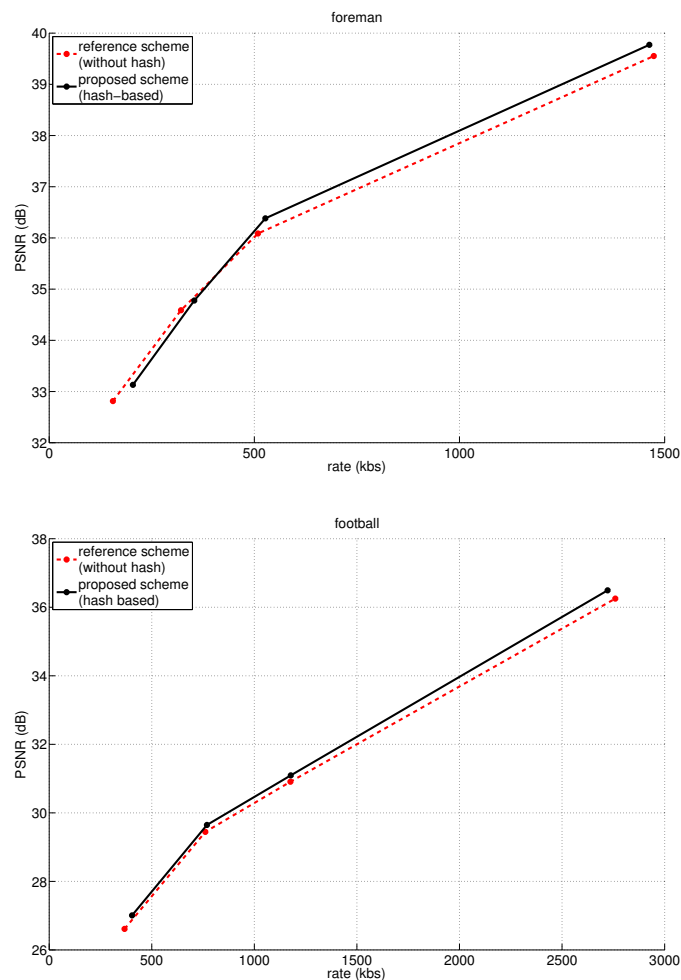 foreman
40
39
38
37
36
35
34
33
32
PSNR (dB)
reference scheme
(without hash)
proposed scheme
(hash−based)
0 500 1000 1500
rate (kbs)
football
38
36
34
32
30
28
26
PSNR (dB)
reference scheme
(without hash)
proposed scheme
(hash based)
0 500 1000 1500 2000 2500 3000
rate (kbs)